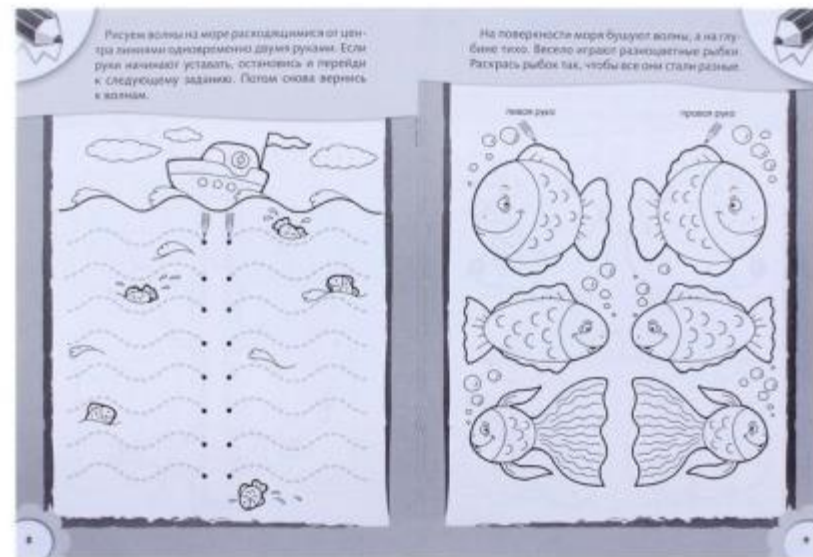 Рисуем волны на море расходящимися от цен-
тра линиями одновременно двумя руками. Если
руки начинают уставать, остановись и перейди
к следующему заданию. Потом снова вернись
к волнам.
8
На поверхности моря бушуют волны, а на глу-
бине тихо. Весело играют разноцветные рыбки.
Раскрась рыбок так, чтобы все они стали разные.
левая рука
правая рука
9